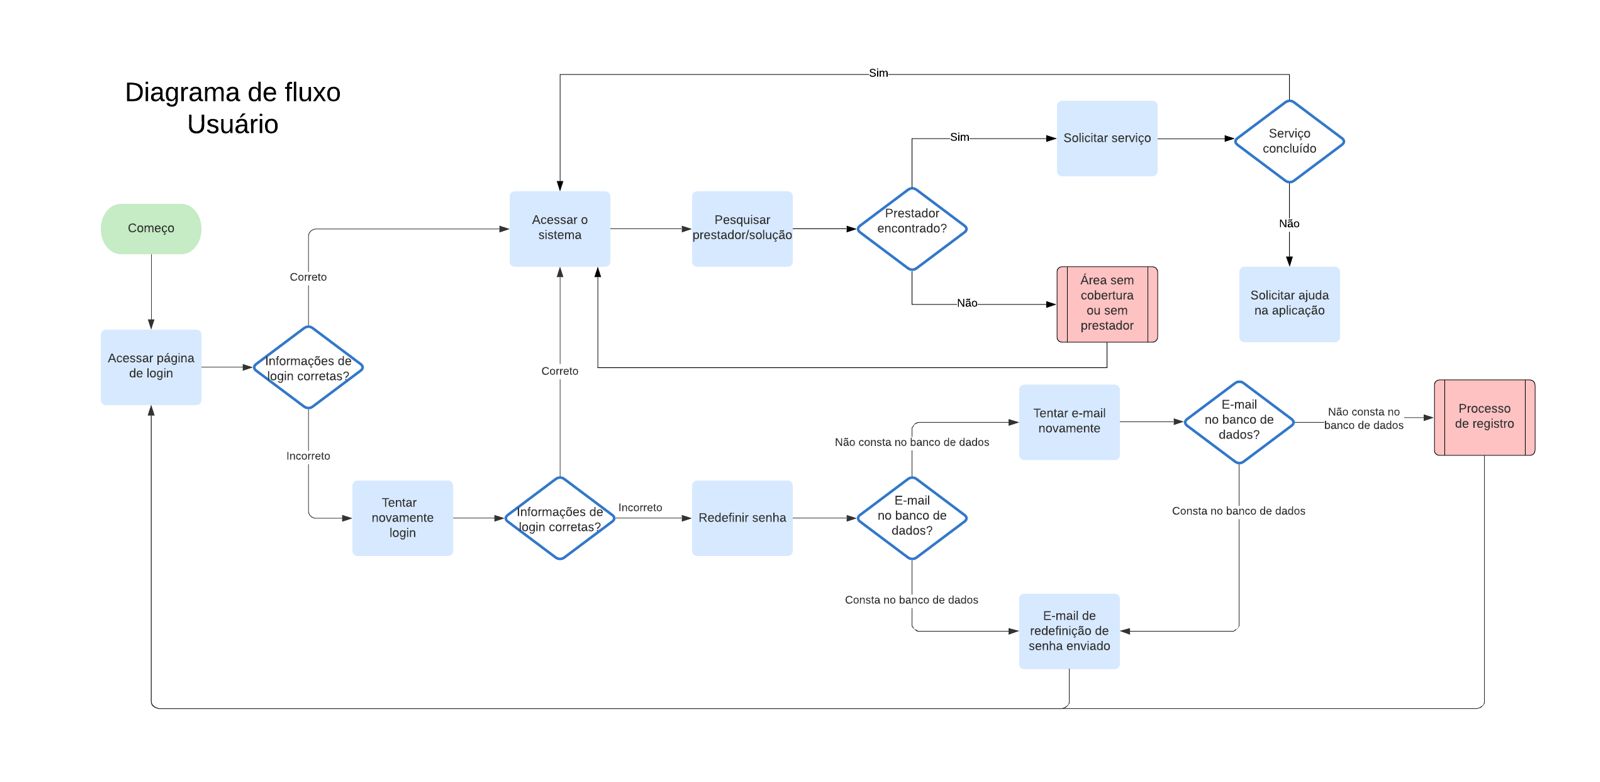 Diagrama de fluxo
Usuário
Sim
Começo
Acessar página
de login
Informações de
login corretas?
Correto
Incorreto
Acessar o
sistema
Pesquisar
prestador/solução
Prestador
encontrado?
Sim
Não
Solicitar serviço
Serviço
concluído
Não
Solicitar ajuda
na aplicação
Área sem
cobertura
ou sem
prestador
Tentar
novamente
login
Informações de
login corretas?
Correto
Incorreto
Redefinir senha
E-mail
no banco de
dados?
Não consta no banco de dados
Consta no banco de dados
Tentar e-mail
novamente
E-mail
no banco de
dados?
Não consta no
banco de dados
Consta no banco de dados
Processo
de registro
E-mail de
redefinição de
senha enviado